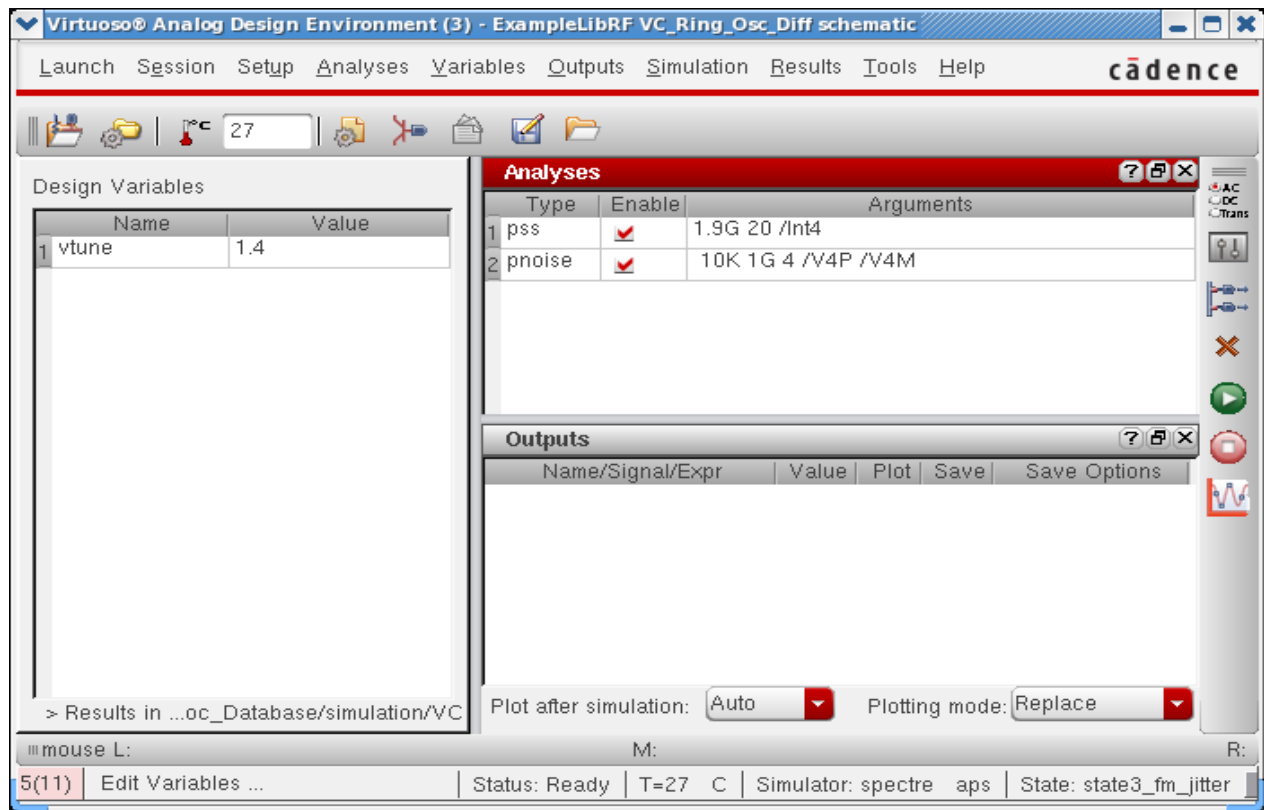 Virtuoso® Analog Design Environment (3) - ExampleLibRF VC_Ring_Osc_Diff schematic
Launch Session Setup Analyses Variables Outputs Simulation Results Tools Help cādence
°C 27
Design Variables
Name Value
1 vtune 1.4
> Results in ...oc_Database/simulation/VC
Analyses
Type Enable Arguments
1 pss 1.9G 20 /Int4
2 pnoise 10K 1G 4 /V4P /V4M
Outputs
Name/Signal/Expr Value Plot Save Save Options
Plot after simulation: Auto Plotting mode: Replace
AC
DC
Trans
mouse L: M: R:
5(11) Edit Variables ... Status: Ready T=27 C Simulator: spectre aps State: state3_fm_jitter